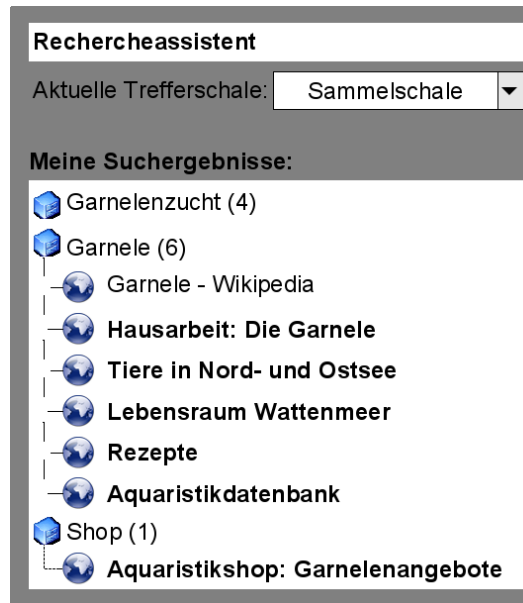 Rechercheassistent
Aktuelle Trefferschale: Sammelschale
Meine Suchergebnisse:
Garnelenzucht (4)
Garnele (6)
Garnele - Wikipedia
Hausarbeit: Die Garnele
Tiere in Nord- und Ostsee
Lebensraum Wattenmeer
Rezepte
Aquaristikdatenbank
Shop (1)
Aquaristikshop: Garnelenangebote